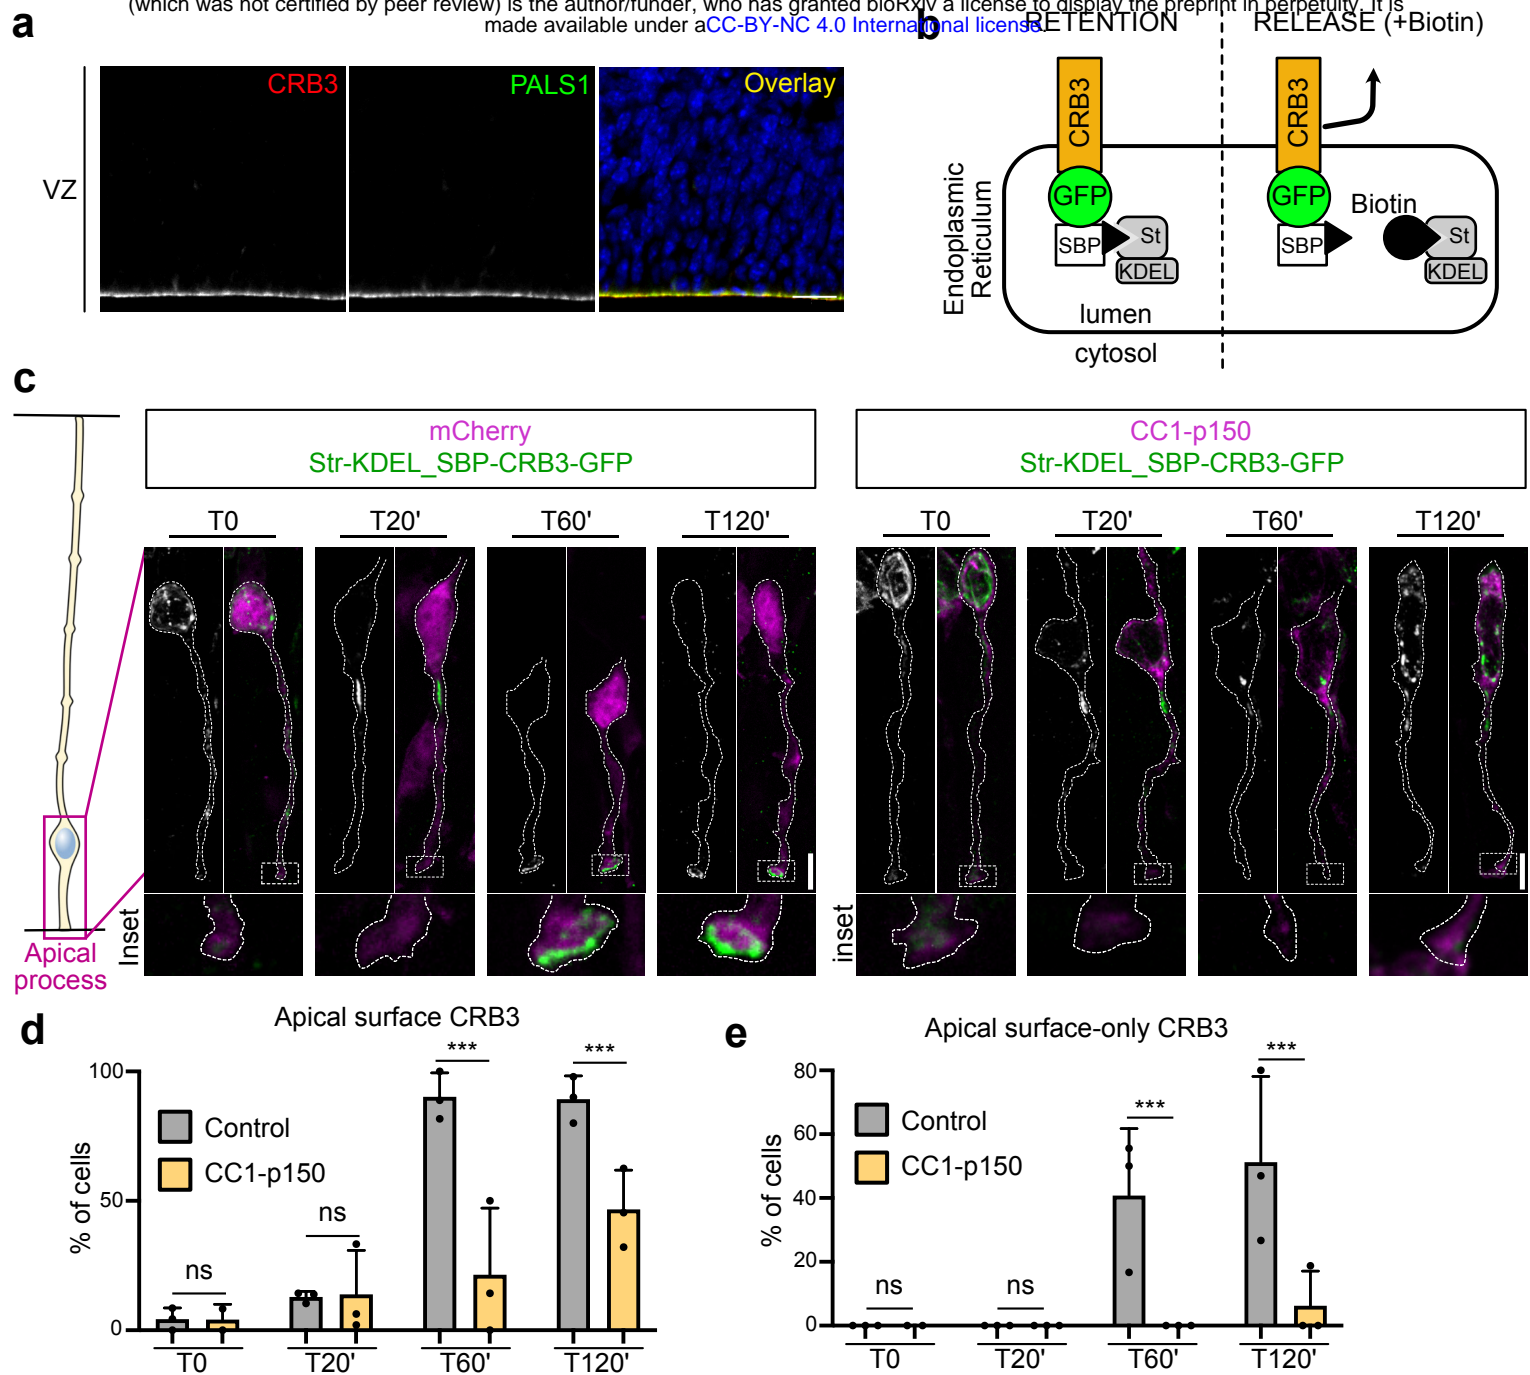 (which was not certified by peer review) is the author/funder, who has granted bioRxiv a license to display the preprint in perpetuity. It is
made available under aCC-BY-NC 4.0 International license.
a
CRB3
PALS1
Overlay
VZ
b
RETENTION
RELEASE (+Biotin)
CRB3
CRB3
GFP
GFP
SBP
St
KDEL
SBP
Biotin
St
KDEL
Endoplasmic
Reticulum
lumen
cytosol
c
mCherry
Str-KDEL_SBP-CRB3-GFP
CC1-p150
Str-KDEL_SBP-CRB3-GFP
T0
T20'
T60'
T120'
T0
T20'
T60'
T120'
Apical
process
Inset
inset
d
Apical surface CRB3
% of cells
100
50
0
Control
CC1-p150
ns
ns
***
***
T0
T20'
T60'
T120'
e
Apical surface-only CRB3
% of cells
80
60
40
20
0
Control
CC1-p150
ns
ns
***
***
T0
T20'
T60'
T120'